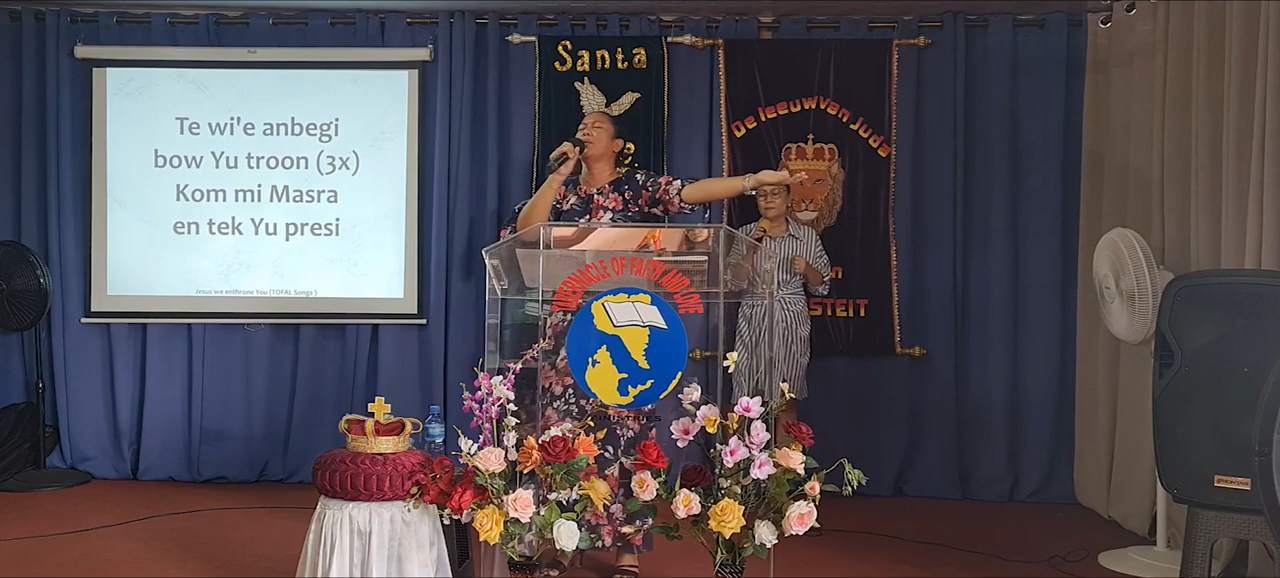 Te wi'e anbegi
bow Yu troon (3x)
Kom mi Masra
en tek Yu presi
Jesus we enthrone You (TOFAL Songs )
Santa
De leeuw van Juda
STEIT
TABERNACLE OF FAITH AND LOVE
MINISTRIES